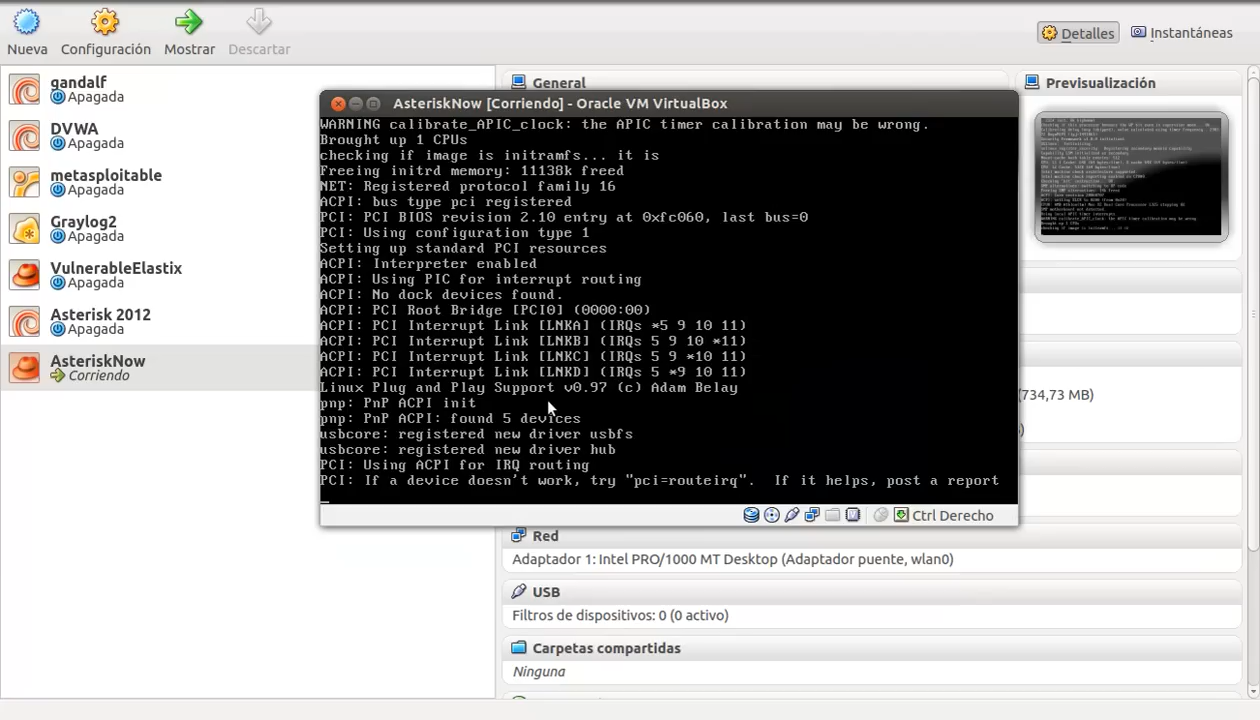 Nueva
Configuración
Mostrar
Descartar
Detalles
Instantáneas
gandalf
Apagada
DVWA
Apagada
metasploitable
Apagada
Graylog2
Apagada
VulnerableElastix
Apagada
Asterisk 2012
Apagada
AsteriskNow
Corriendo
General
Previsualización
AsteriskNow [Corriendo] - Oracle VM VirtualBox
WARNING calibrate_APIC_clock: the APIC timer calibration may be wrong.
Brought up 1 CPUs
checking if image is initramfs... it is
Freeing initrd memory: 11138k freed
NET: Registered protocol family 16
ACPI: bus type pci registered
PCI: PCI BIOS revision 2.10 entry at 0xfc060, last bus=0
PCI: Using configuration type 1
Setting up standard PCI resources
ACPI: Interpreter enabled
ACPI: Using PIC for interrupt routing
ACPI: No dock devices found.
ACPI: PCI Root Bridge [PCI0] (0000:00)
ACPI: PCI Interrupt Link [LNKA] (IRQs *5 9 10 11)
ACPI: PCI Interrupt Link [LNKB] (IRQs 5 9 10 *11)
ACPI: PCI Interrupt Link [LNKC] (IRQs 5 9 *10 11)
ACPI: PCI Interrupt Link [LNKD] (IRQs 5 *9 10 11)
Linux Plug and Play Support v0.97 (c) Adam Belay
pnp: PnP ACPI init
pnp: PnP ACPI: found 5 devices
usbcore: registered new driver usbfs
usbcore: registered new driver hub
PCI: Using ACPI for IRQ routing
PCI: If a device doesn't work, try "pci=routeirq".  If it helps, post a report
Ctrl Derecho
(734,73 MB)
)
Red
Adaptador 1: Intel PRO/1000 MT Desktop (Adaptador puente, wlan0)
USB
Filtros de dispositivos: 0 (0 activo)
Carpetas compartidas
Ninguna